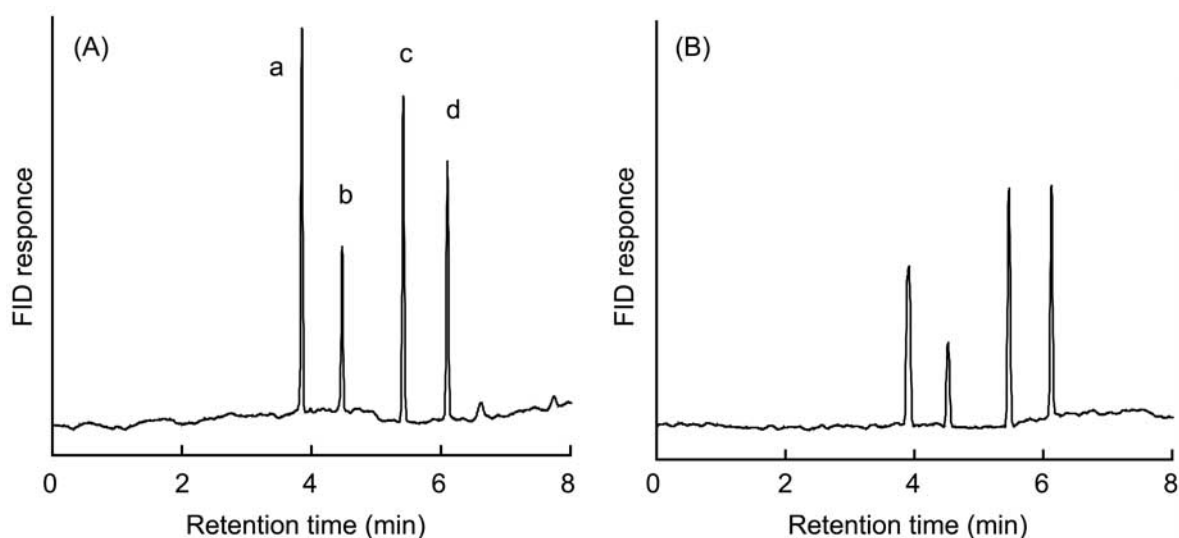 (A)
a
b
c
d
FID responce
0 2 4 6 8
Retention time (min)
(B)
FID responce
0 2 4 6 8
Retention time (min)